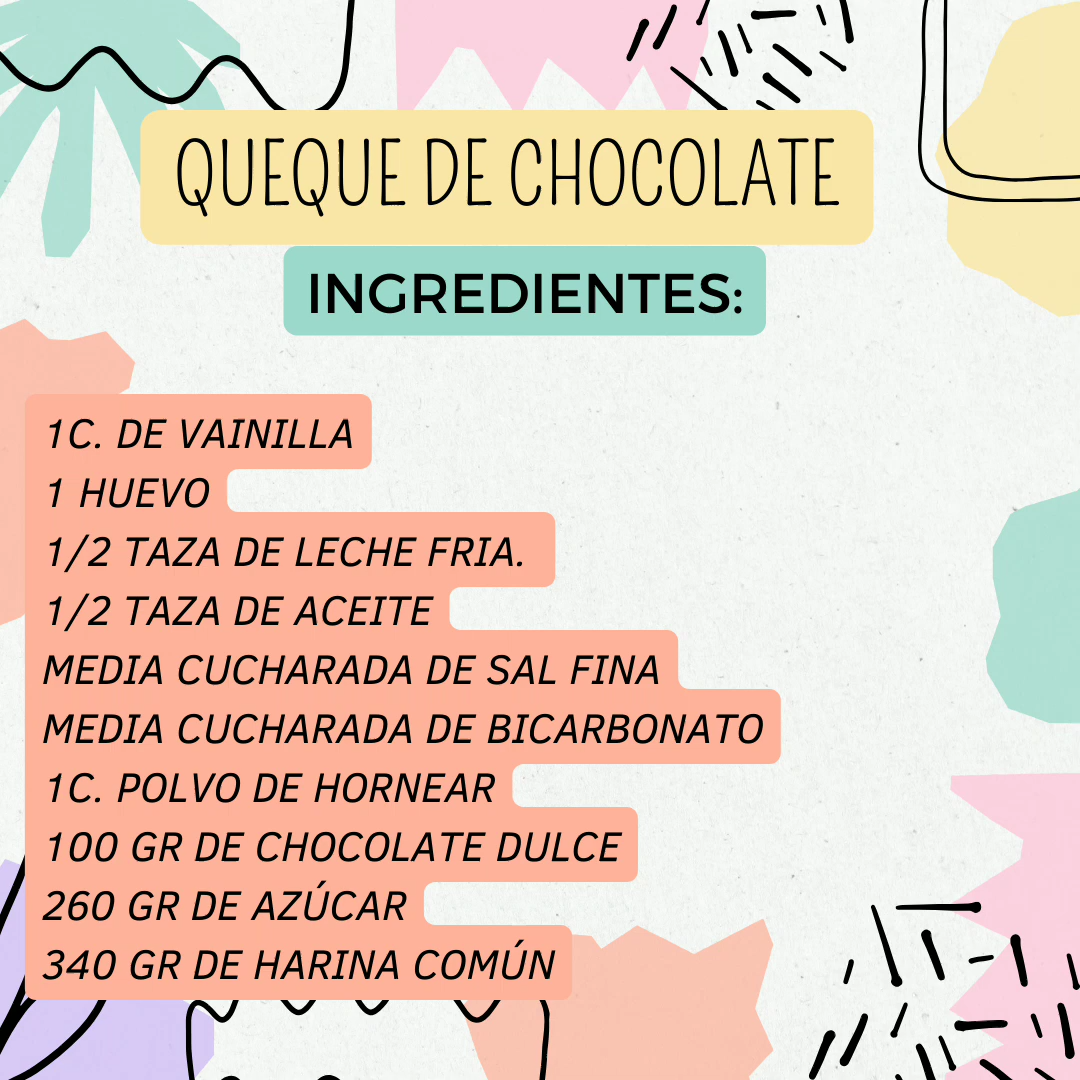 QUEQUE DE CHOCOLATE
INGREDIENTES:
1C. DE VAINILLA
1 HUEVO
1/2 TAZA DE LECHE FRIA.
1/2 TAZA DE ACEITE
MEDIA CUCHARADA DE SAL FINA
MEDIA CUCHARADA DE BICARBONATO
1C. POLVO DE HORNEAR
100 GR DE CHOCOLATE DULCE
260 GR DE AZÚCAR
340 GR DE HARINA COMÚN